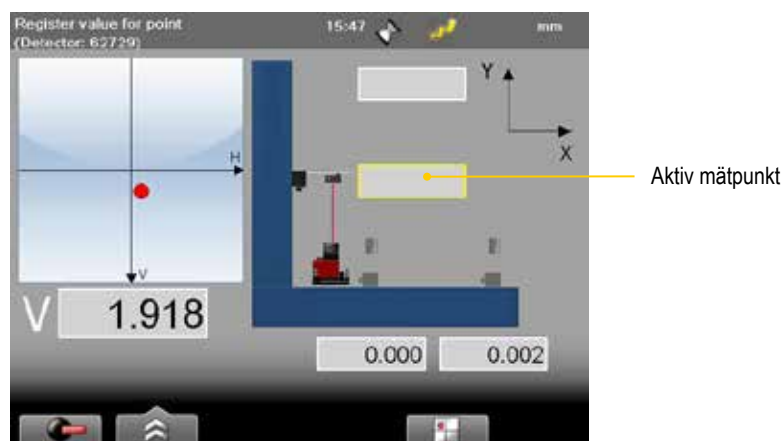 Register value for point
(Detector: 62729)
15:47
mm
Y
X
H
V
V 1.918
Aktiv mätpunkt
0.000 0.002